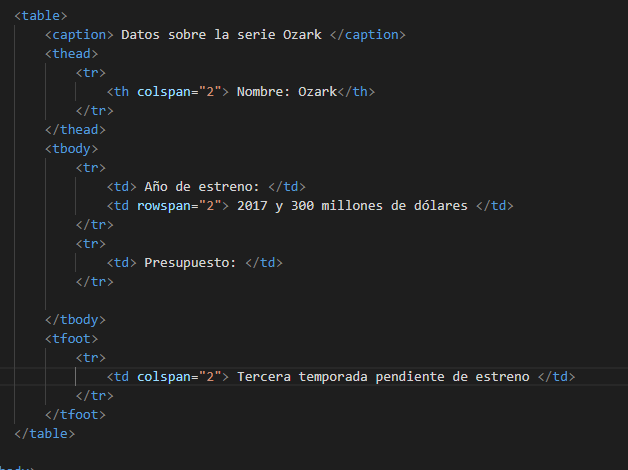 <table>
<caption> Datos sobre la serie Ozark </caption>
<thead>
<tr>
<th colspan="2"> Nombre: Ozark</th>
</tr>
</thead>
<tbody>
<tr>
<td> Año de estreno: </td>
<td rowspan="2"> 2017 y 300 millones de dólares </td>
</tr>
<tr>
<td> Presupuesto: </td>
</tr>
</tbody>
<tfoot>
<tr>
<td colspan="2"> Tercera temporada pendiente de estreno </td>
</tr>
</tfoot>
</table>